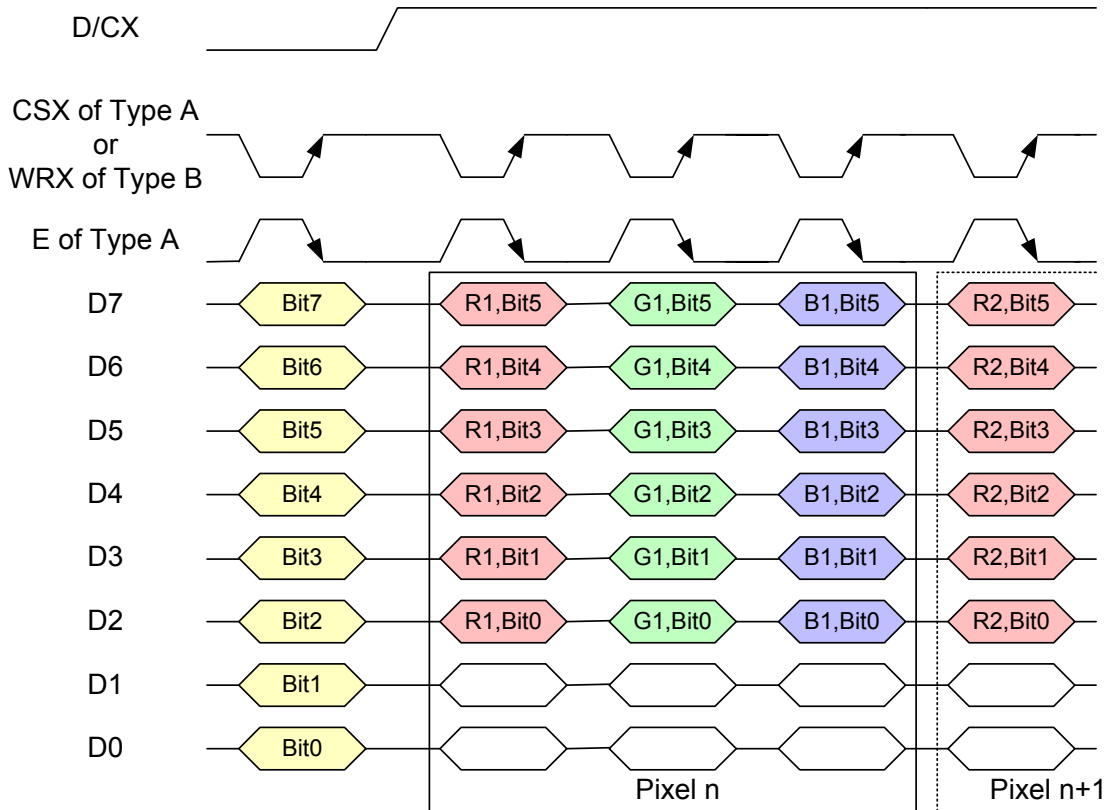 D/CX
CSX of Type A
or
WRX of Type B
E of Type A
D7 Bit7 R1,Bit5 G1,Bit5 B1,Bit5 R2,Bit5
D6 Bit6 R1,Bit4 G1,Bit4 B1,Bit4 R2,Bit4
D5 Bit5 R1,Bit3 G1,Bit3 B1,Bit3 R2,Bit3
D4 Bit4 R1,Bit2 G1,Bit2 B1,Bit2 R2,Bit2
D3 Bit3 R1,Bit1 G1,Bit1 B1,Bit1 R2,Bit1
D2 Bit2 R1,Bit0 G1,Bit0 B1,Bit0 R2,Bit0
D1 Bit1
D0 Bit0
Pixel n Pixel n+1